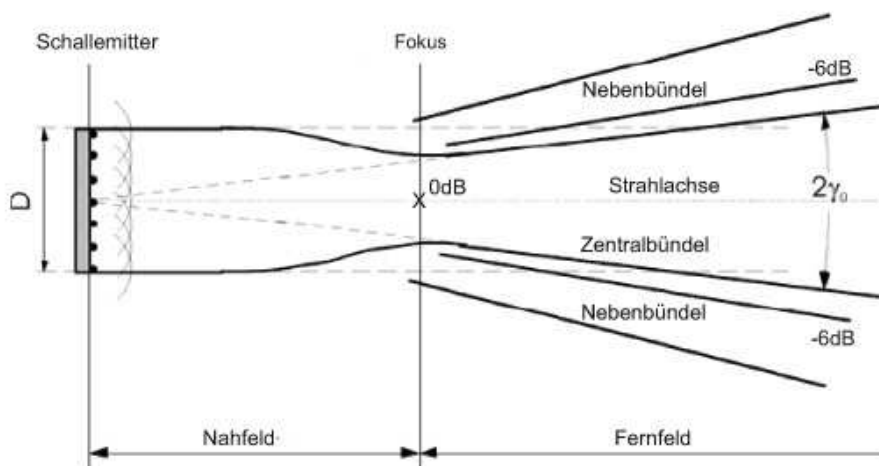 Schallemitter
Fokus
-6dB
Nebenbündel
D
0dB
Strahlachse
2γ₀
Zentralbündel
Nebenbündel
-6dB
Nahfeld
Fernfeld